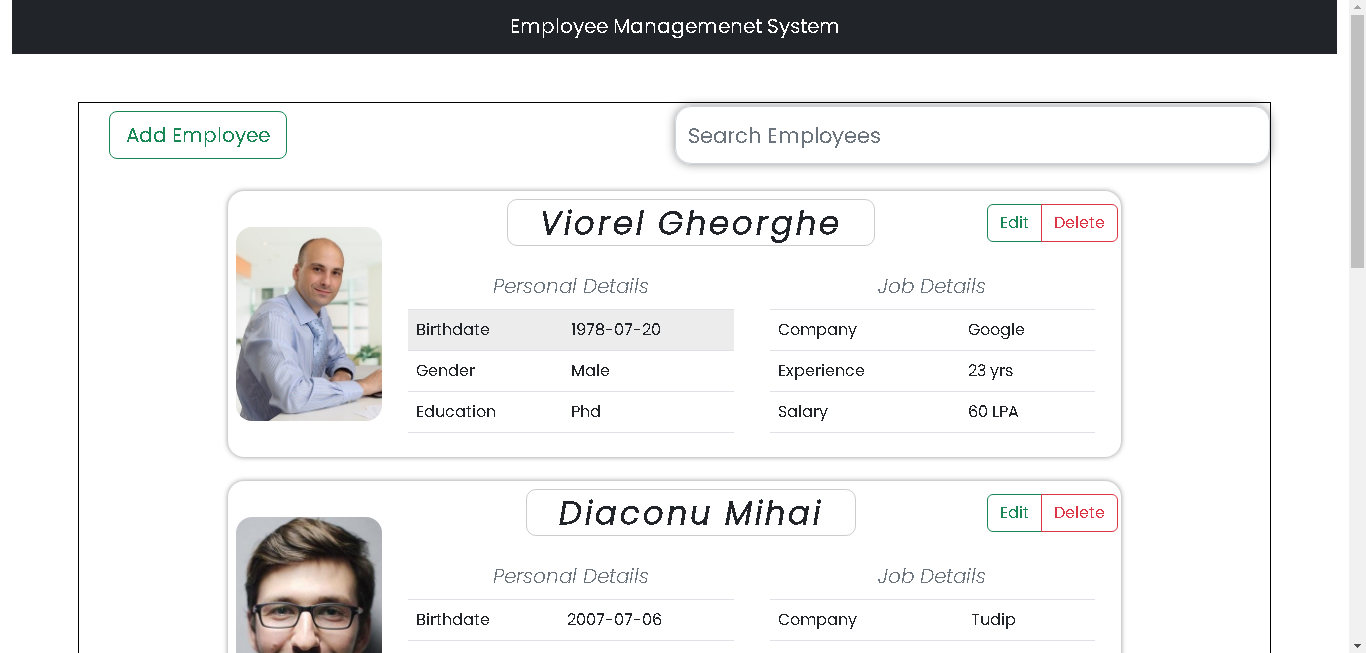 Employee Managemenet System
Add Employee
Search Employees
Viorel Gheorghe
Edit Delete
Personal Details
Job Details
Birthdate 1978-07-20
Company Google
Gender Male
Experience 23 yrs
Education Phd
Salary 60 LPA
Diaconu Mihai
Edit Delete
Personal Details
Job Details
Birthdate 2007-07-06
Company Tudip